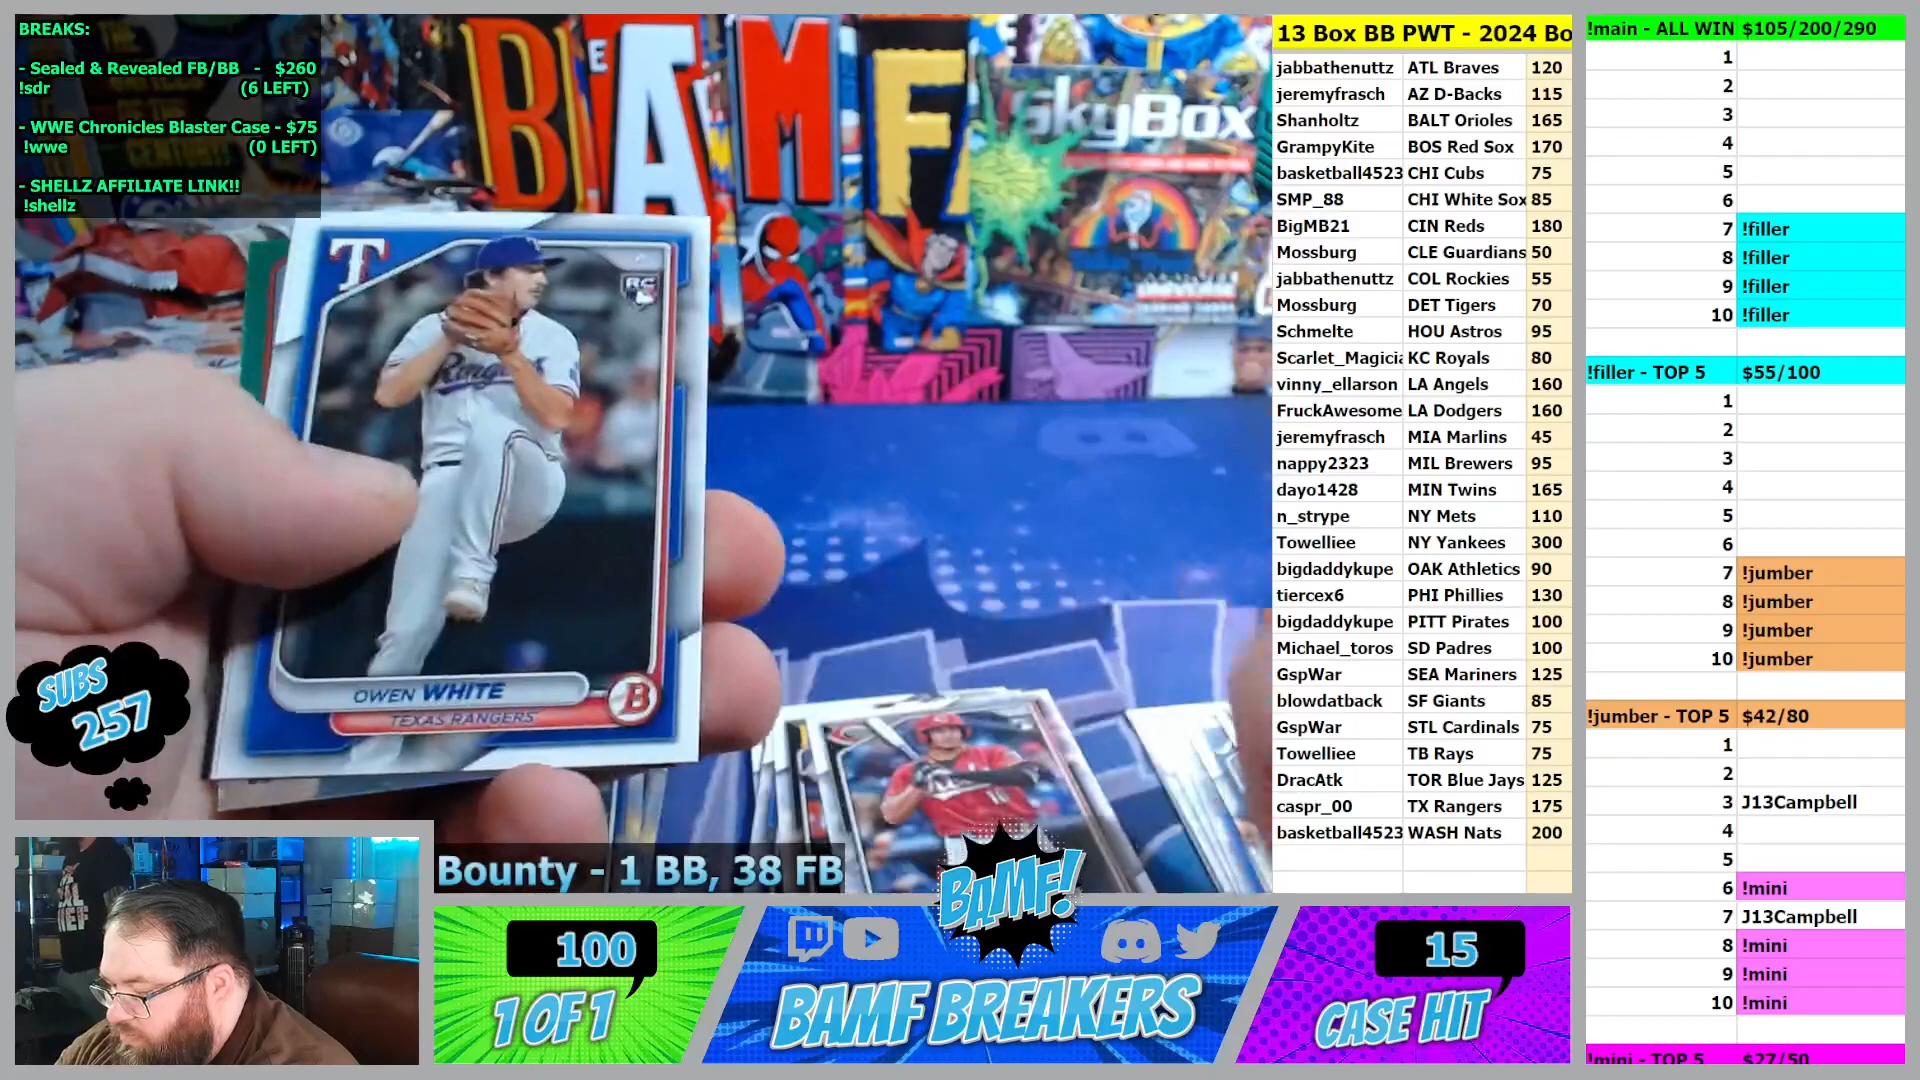 BREAKS:
- Sealed & Revealed FB/BB - $260
!sdr (6 LEFT)
- WWE Chronicles Blaster Case - $75
!wwe (0 LEFT)
- SHELLZ AFFILIATE LINK!!
!shellz
BAMF
SkyBox
T
RC
Rangers
OWEN WHITE
TEXAS RANGERS
B
SUBS
257
Bounty - 1 BB, 38 FB
BAMF!
100
1 OF 1
BAMF BREAKERS
15
CASE HIT
13 Box BB PWT - 2024 Bo
jabbathenuttz ATL Braves 120
jeremyfrasch AZ D-Backs 115
Shanholtz BALT Orioles 165
GrampyKite BOS Red Sox 170
basketball4523 CHI Cubs 75
SMP_88 CHI White Sox 85
BigMB21 CIN Reds 180
Mossburg CLE Guardians 50
jabbathenuttz COL Rockies 55
Mossburg DET Tigers 70
Schmelte HOU Astros 95
Scarlet_Magicia KC Royals 80
vinny_ellarson LA Angels 160
FruckAwesome LA Dodgers 160
jeremyfrasch MIA Marlins 45
nappy2323 MIL Brewers 95
dayo1428 MIN Twins 165
n_strype NY Mets 110
Towelliee NY Yankees 300
bigdaddykupe OAK Athletics 90
tiercex6 PHI Phillies 130
bigdaddykupe PITT Pirates 100
Michael_toros SD Padres 100
GspWar SEA Mariners 125
blowdatback SF Giants 85
GspWar STL Cardinals 75
Towelliee TB Rays 75
DracAtk TOR Blue Jays 125
caspr_00 TX Rangers 175
basketball4523 WASH Nats 200
!main - ALL WIN $105/200/290
1
2
3
4
5
6
7 !filler
8 !filler
9 !filler
10 !filler
!filler - TOP 5 $55/100
1
2
3
4
5
6
7 !jumber
8 !jumber
9 !jumber
10 !jumber
!jumber - TOP 5 $42/80
1
2
3 J13Campbell
4
5
6 !mini
7 J13Campbell
8 !mini
9 !mini
10 !mini
!mini - TOP 5 $27/50